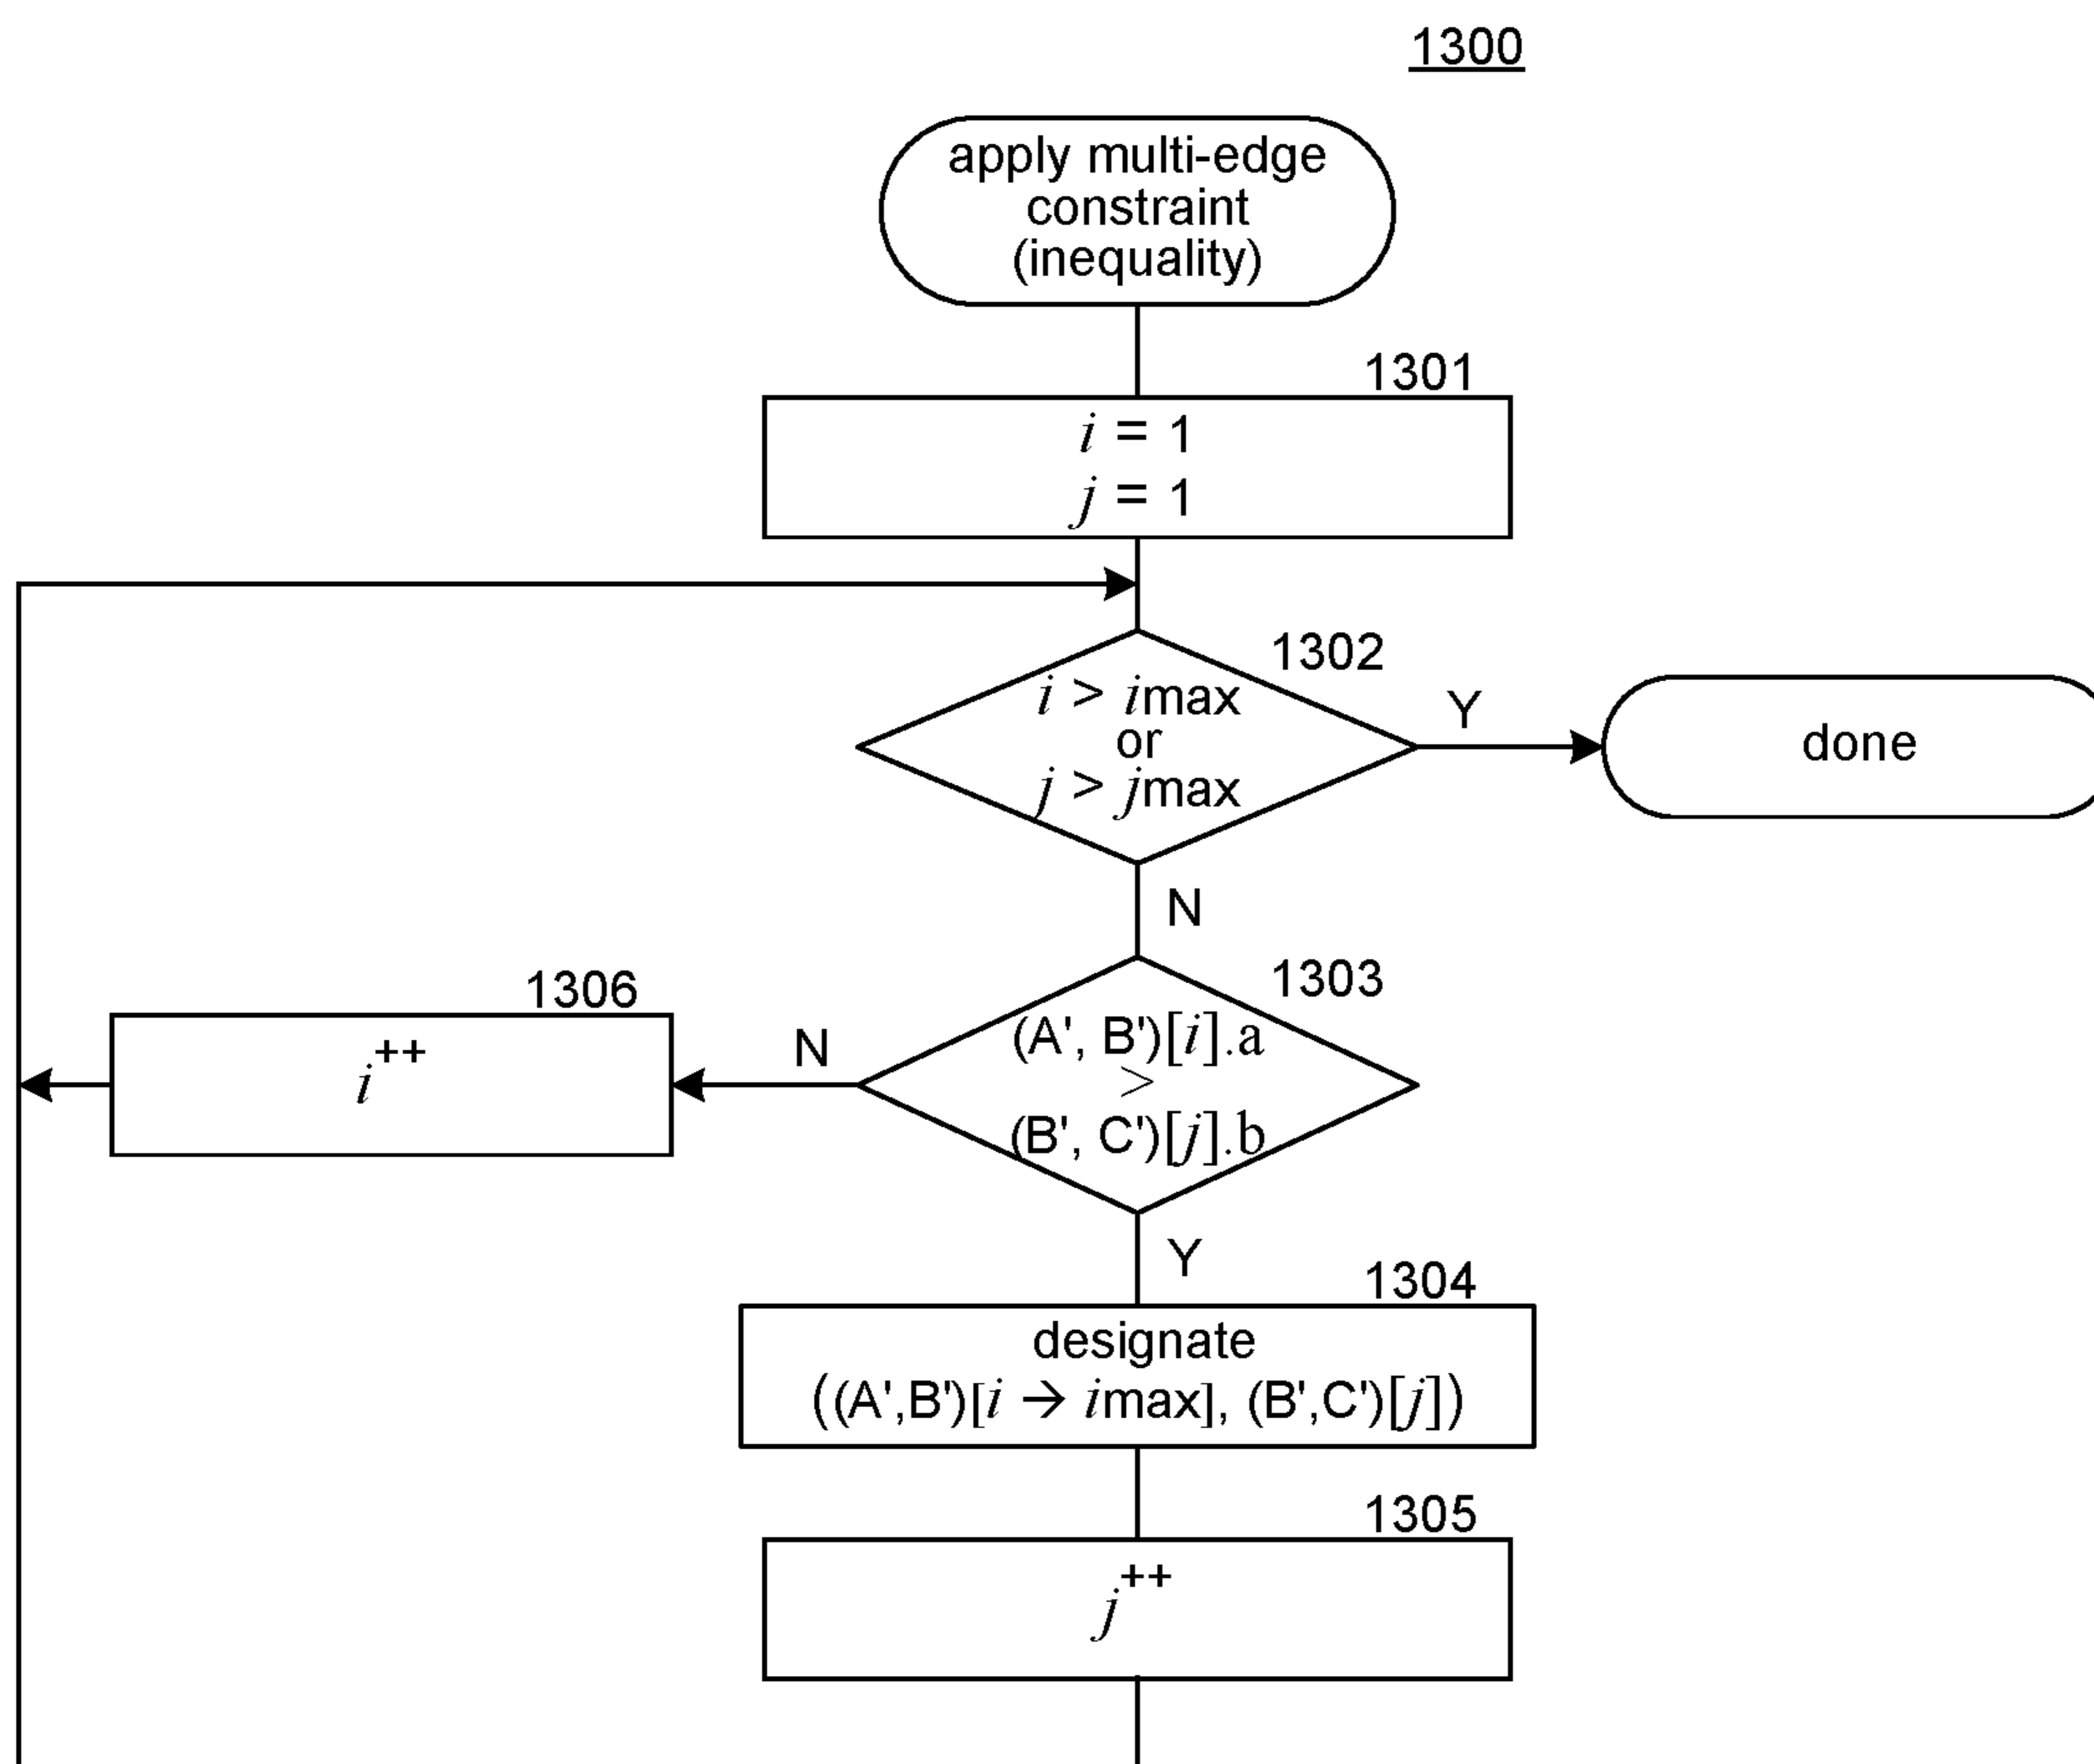 1300
apply multi-edge
constraint
(inequality)
1301
i = 1
j = 1
1302
i > imax
or
j > jmax
Y
done
N
1303
(A', B')[i].a
>
(B', C')[j].b
N
1306
i++
Y
1304
designate
((A',B')[i → imax], (B',C')[j])
1305
j++